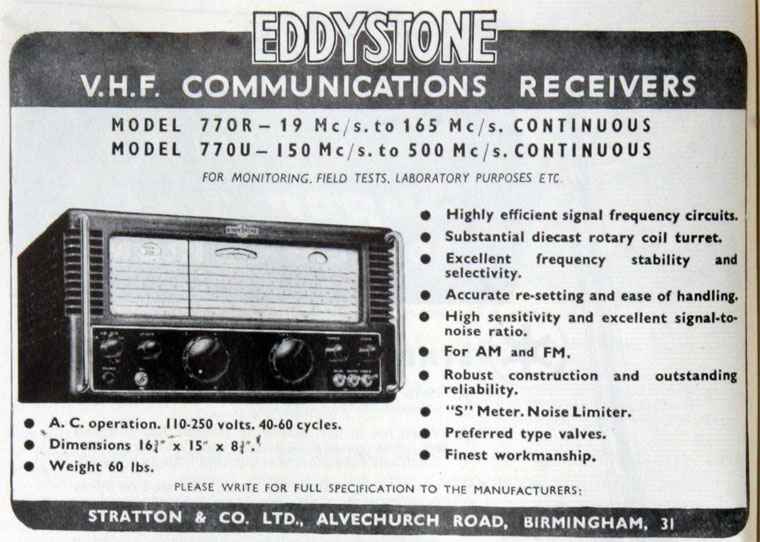 EDDYSTONE
V.H.F. COMMUNICATIONS RECEIVERS
MODEL 770R – 19 Mc/s. to 165 Mc/s. CONTINUOUS
MODEL 770U – 150 Mc/s. to 500 Mc/s. CONTINUOUS
FOR MONITORING, FIELD TESTS, LABORATORY PURPOSES ETC.
● Highly efficient signal frequency circuits.
● Substantial diecast rotary coil turret.
● Excellent frequency stability and
selectivity.
● Accurate re-setting and ease of handling.
● High sensitivity and excellent signal-to-
noise ratio.
● For AM and FM.
● Robust construction and outstanding
reliability.
● "S" Meter. Noise Limiter.
● Preferred type valves.
● Finest workmanship.
● A. C. operation. 110-250 volts. 40-60 cycles.
● Dimensions 16¾" x 15" x 8¾".
● Weight 60 lbs.
PLEASE WRITE FOR FULL SPECIFICATION TO THE MANUFACTURERS:
STRATTON & CO. LTD., ALVECHURCH ROAD, BIRMINGHAM, 31